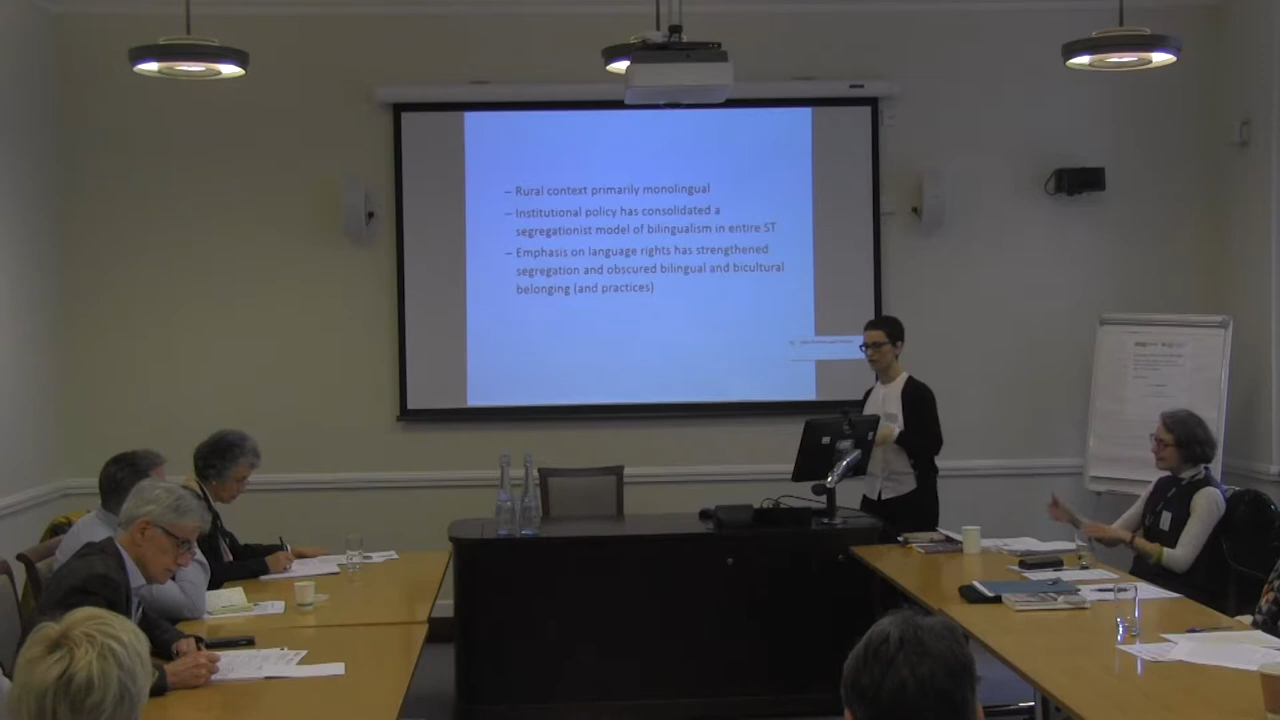 – Rural context primarily monolingual
– Institutional policy has consolidated a
segregationist model of bilingualism in entire ST
– Emphasis on language rights has strengthened
segregation and obscured bilingual and bicultural
belonging (and practices)